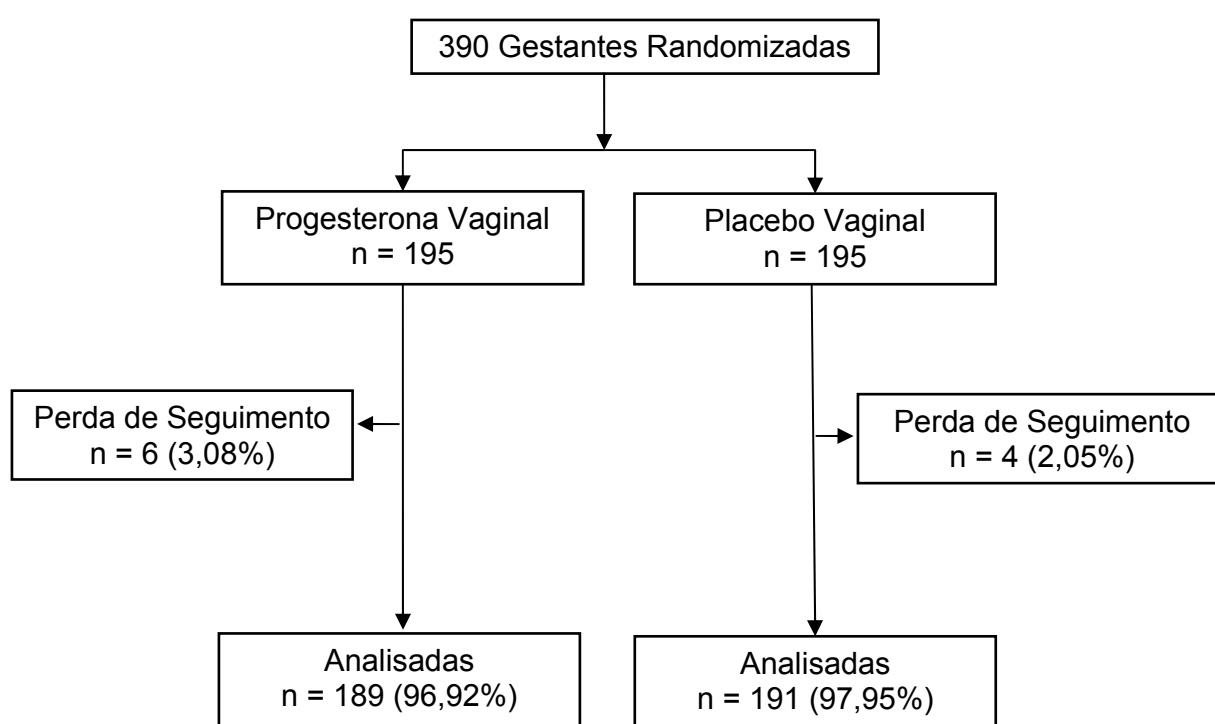 390 Gestantes Randomizadas
Progesterona Vaginal
n = 195
Placebo Vaginal
n = 195
Perda de Seguimento
n = 6 (3,08%)
Perda de Seguimento
n = 4 (2,05%)
Analisadas
n = 189 (96,92%)
Analisadas
n = 191 (97,95%)